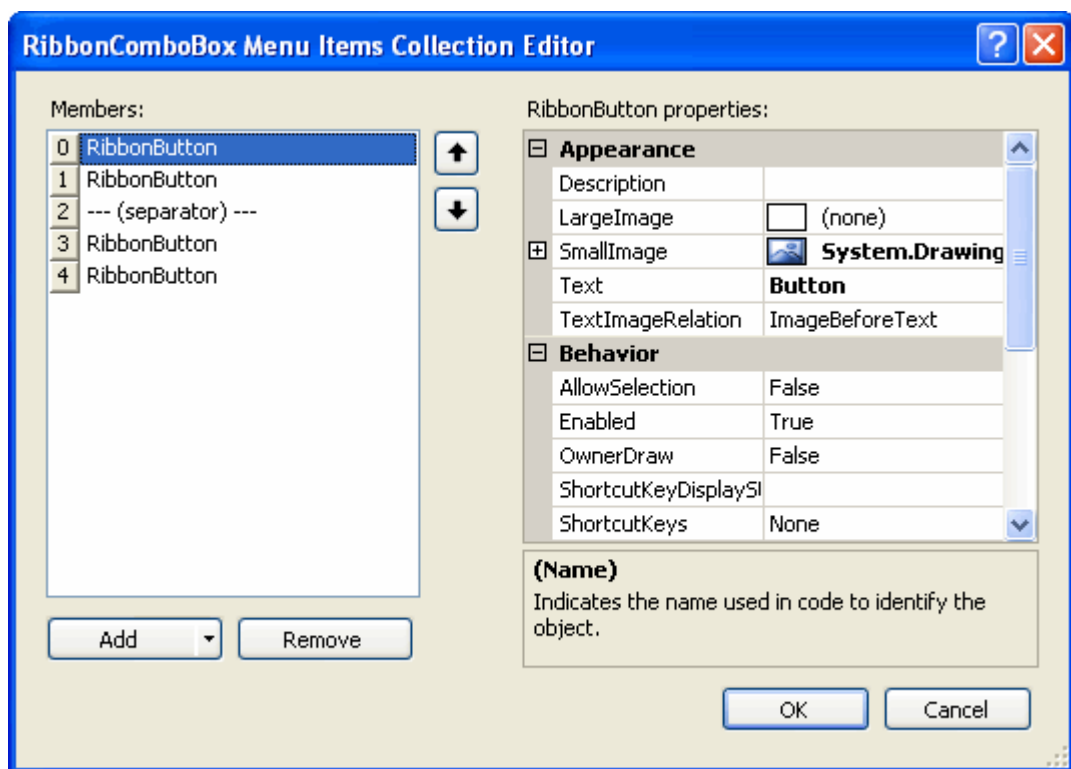 RibbonComboBox Menu Items Collection Editor
?
Members:
0 RibbonButton
1 RibbonButton
2 --- (separator) ---
3 RibbonButton
4 RibbonButton
Add
Remove
RibbonButton properties:
Appearance
Description
LargeImage (none)
SmallImage System.Drawing
Text Button
TextImageRelation ImageBeforeText
Behavior
AllowSelection False
Enabled True
OwnerDraw False
ShortcutKeyDisplaySt
ShortcutKeys None
(Name)
Indicates the name used in code to identify the
object.
OK
Cancel